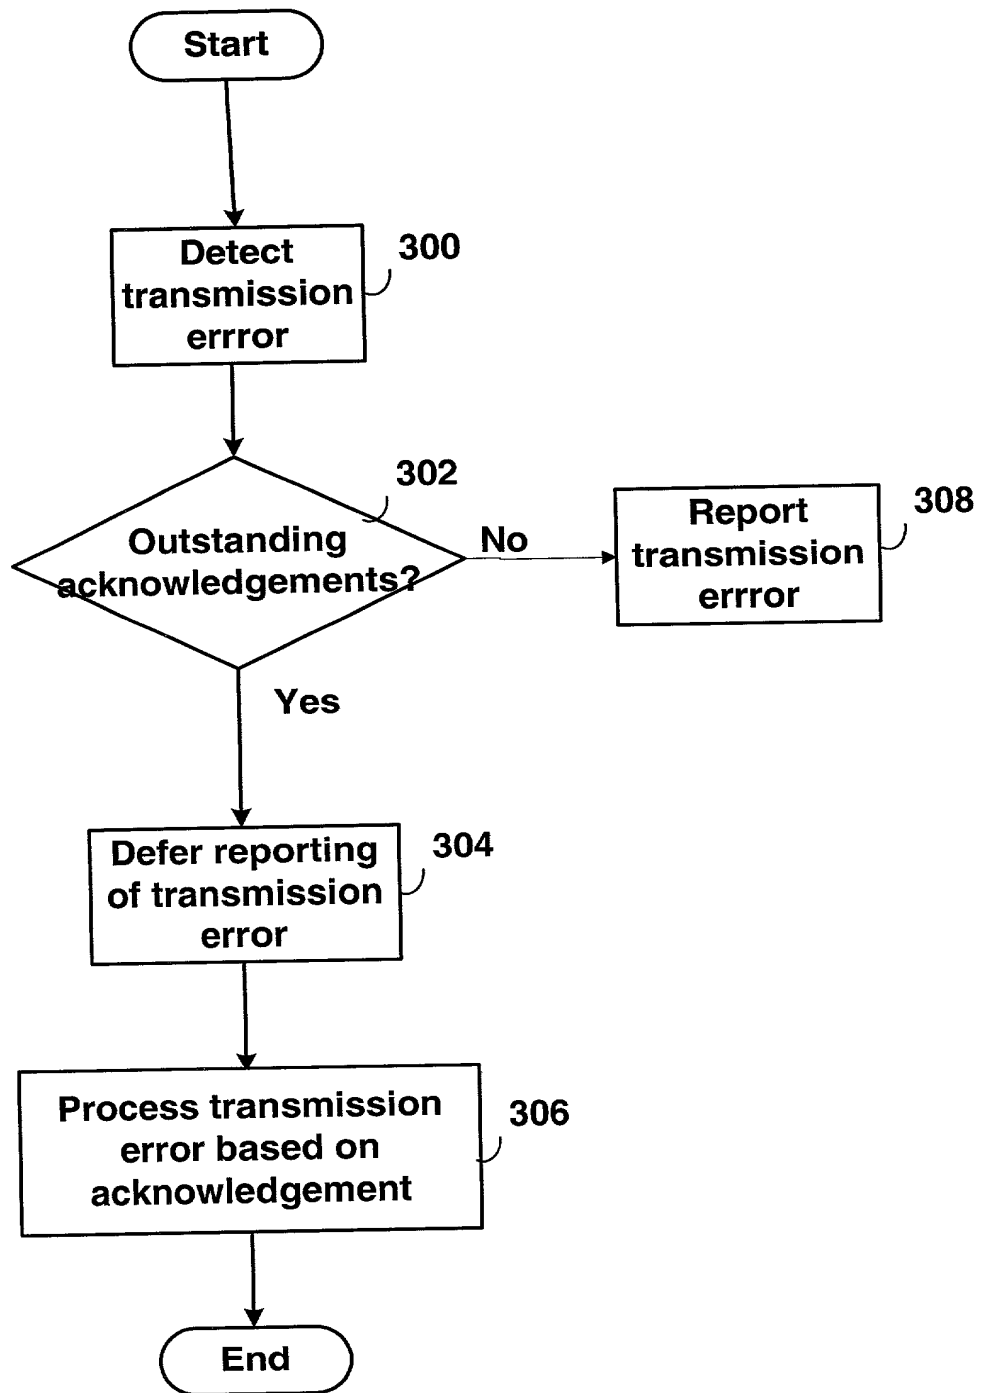 Start
Detect
transmission
errror
300
302
Outstanding
acknowledgements?
No
Report
transmission
errror
308
Yes
Defer reporting
of transmission
error
304
Process transmission
error based on
acknowledgement
306
End